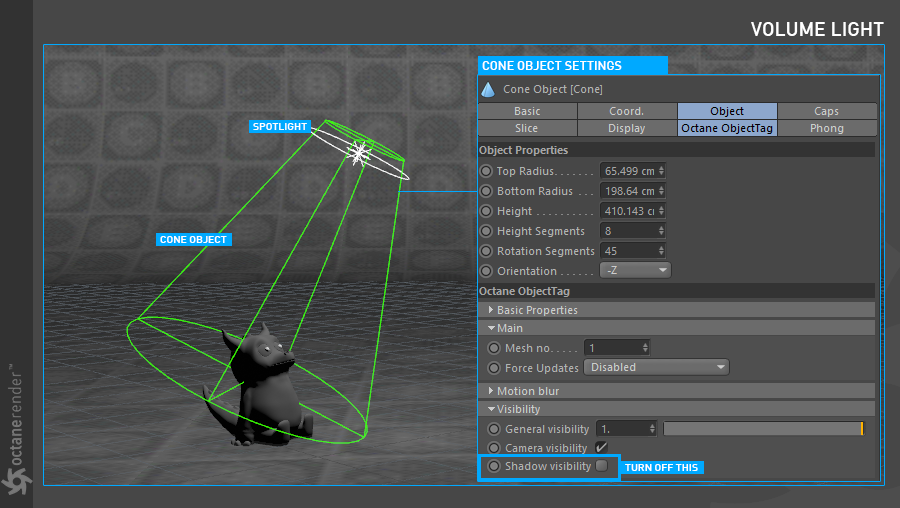 VOLUME LIGHT
CONE OBJECT SETTINGS
Cone Object [Cone]
Basic Coord. Object Caps
Slice Display Octane ObjectTag Phong
Object Properties
Top Radius. . . . . . . 65.499 cm
Bottom Radius . . . 198.64 cm
Height . . . . . . . . . . 410.143 cı
Height Segments 8
Rotation Segments 45
Orientation . . . . . . -Z
Octane ObjectTag
Basic Properties
Main
Mesh no. . . . . 1
Force Updates Disabled
Motion blur
Visibility
General visibility 1.
Camera visibility
Shadow visibility
TURN OFF THIS
SPOTLIGHT
CONE OBJECT
octanerender™